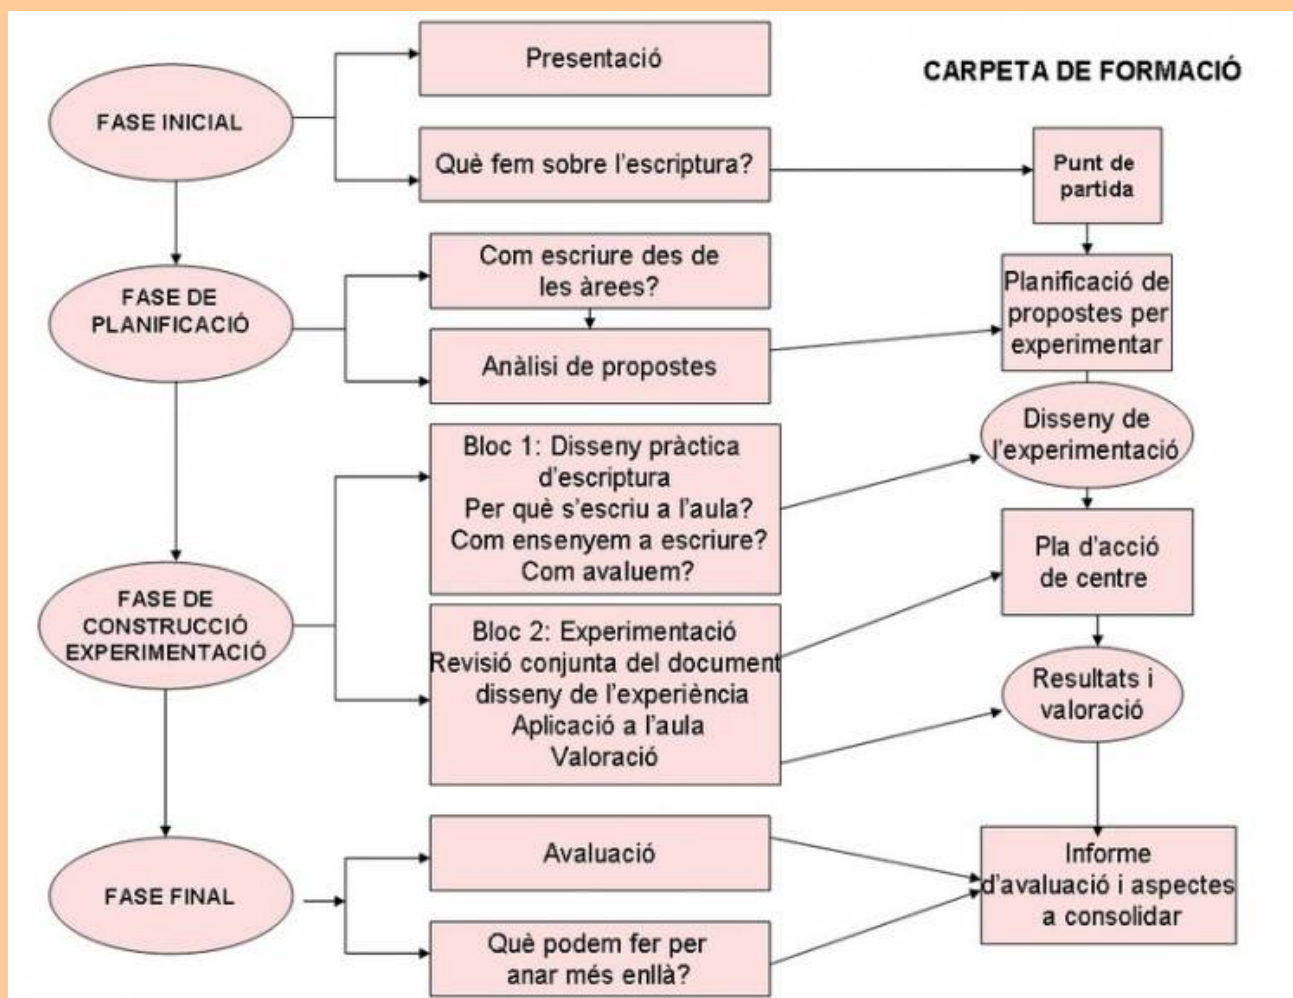 CARPETA DE FORMACIÓ
FASE INICIAL
Presentació
Què fem sobre l'escriptura?
Punt de
partida
FASE DE
PLANIFICACIÓ
Com escriure des de
les àrees?
Anàlisi de propostes
Planificació de
propostes per
experimentar
Disseny de
l'experimentació
FASE DE
CONSTRUCCIÓ
EXPERIMENTACIÓ
Bloc 1: Disseny pràctica
d'escriptura
Per què s'escriu a l'aula?
Com ensenyem a escriure?
Com avaluem?
Bloc 2: Experimentació
Revisió conjunta del document
disseny de l'experiència
Aplicació a l'aula
Valoració
Pla d'acció
de centre
Resultats i
valoració
FASE FINAL
Avaluació
Què podem fer per
anar més enllà?
Informe
d'avaluació i aspectes
a consolidar